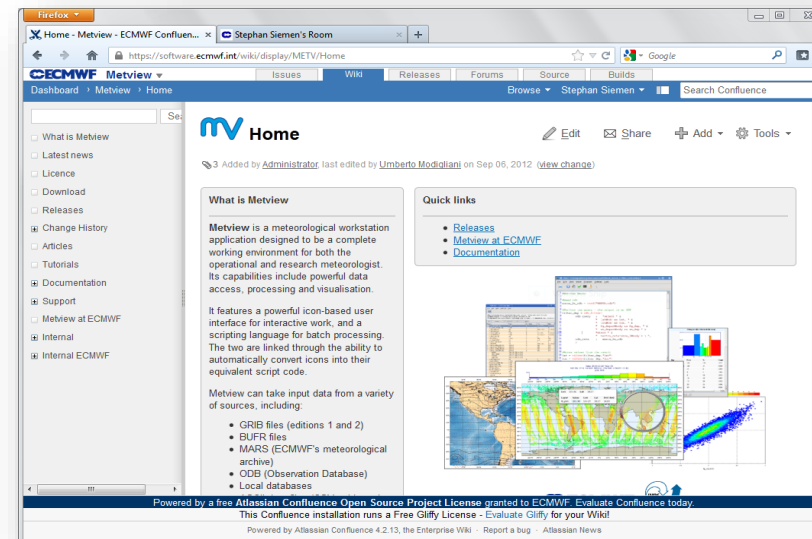 Firefox
Home - Metview - ECMWF Confluen... × Stephan Siemen's Room × +
https://software.ecmwf.int/wiki/display/METV/Home
Google
ECMWF Metview Issues Wiki Releases Forums Source Builds
Dashboard › Metview › Home Browse Stephan Siemen Search Confluence
Sea
What is Metview
Latest news
Licence
Download
Releases
Change History
Articles
Tutorials
Documentation
Support
Metview at ECMWF
Internal
Internal ECMWF
mv Home
Edit Share Add Tools
3 Added by Administrator, last edited by Umberto Modigliani on Sep 06, 2012 (view change)
What is Metview
Metview is a meteorological workstation
application designed to be a complete
working environment for both the
operational and research meteorologist.
Its capabilities include powerful data
access, processing and visualisation.
It features a powerful icon-based user
interface for interactive work, and a
scripting language for batch processing.
The two are linked through the ability to
automatically convert icons into their
equivalent script code.
Metview can take input data from a variety
of sources, including:
• GRIB files (editions 1 and 2)
• BUFR files
• MARS (ECMWF's meteorological
archive)
• ODB (Observation Database)
• Local databases
Quick links
• Releases
• Metview at ECMWF
• Documentation
Powered by a free Atlassian Confluence Open Source Project License granted to ECMWF. Evaluate Confluence today.
This Confluence installation runs a Free Gliffy License - Evaluate Gliffy for your Wiki!
Powered by Atlassian Confluence 4.2.13, the Enterprise Wiki · Report a bug · Atlassian News